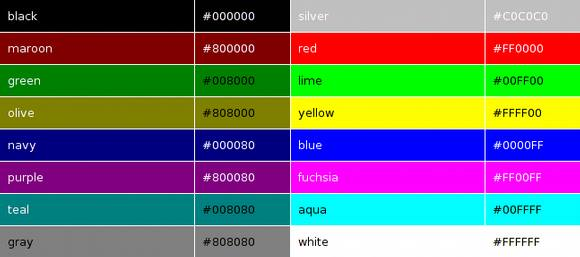 black #000000 silver #C0C0C0
maroon #800000 red #FF0000
green #008000 lime #00FF00
olive #808000 yellow #FFFF00
navy #000080 blue #0000FF
purple #800080 fuchsia #FF00FF
teal #008080 aqua #00FFFF
gray #808080 white #FFFFFF